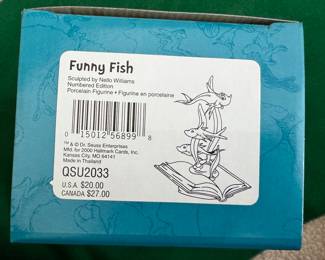 Funny Fish
Sculpted by Nello Williams
Numbered Edition
Porcelain Figurine • Figurine en porcelaine
0 15012 56899 8
™ & © Dr. Seuss Enterprises
Mfd. for 2000 Hallmark Cards, Inc.
Kansas City, MO 64141
Made in Thailand
QSU2033
U.S.A. $20.00
CANADA $27.00